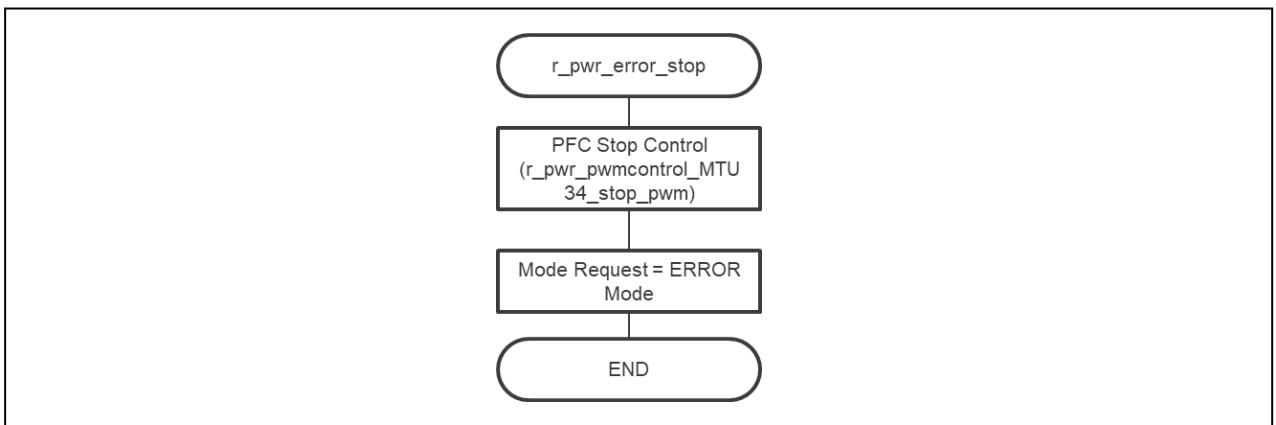 r_pwr_error_stop
PFC Stop Control
(r_pwr_pwmcontrol_MTU
34_stop_pwm)
Mode Request = ERROR
Mode
END